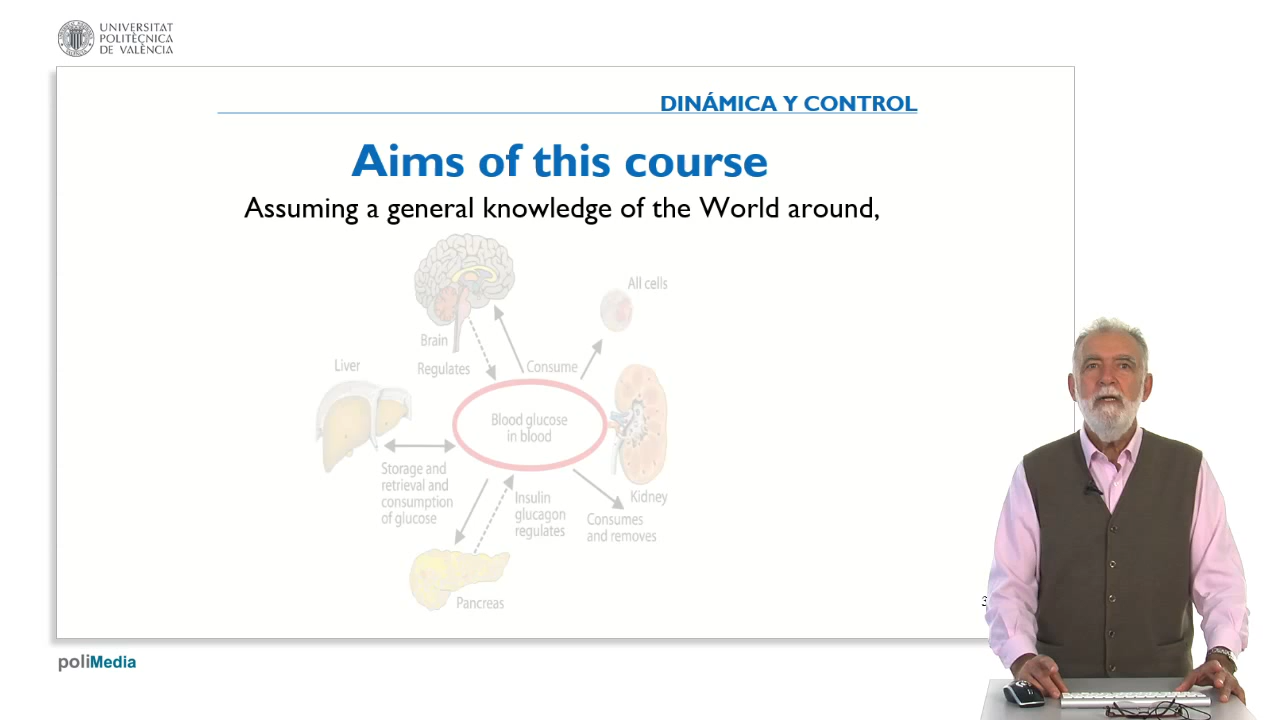 UNIVERSITAT
POLITÈCNICA
DE VALÈNCIA
DINÁMICA Y CONTROL
Aims of this course
Assuming a general knowledge of the World around,
All cells
Brain
Liver
Regulates
Consume
Blood glucose
in blood
Storage and
retrieval and
consumption
of glucose
Insulin
glucagon
regulates
Kidney
Consumes
and removes
Pancreas
3
poliMedia